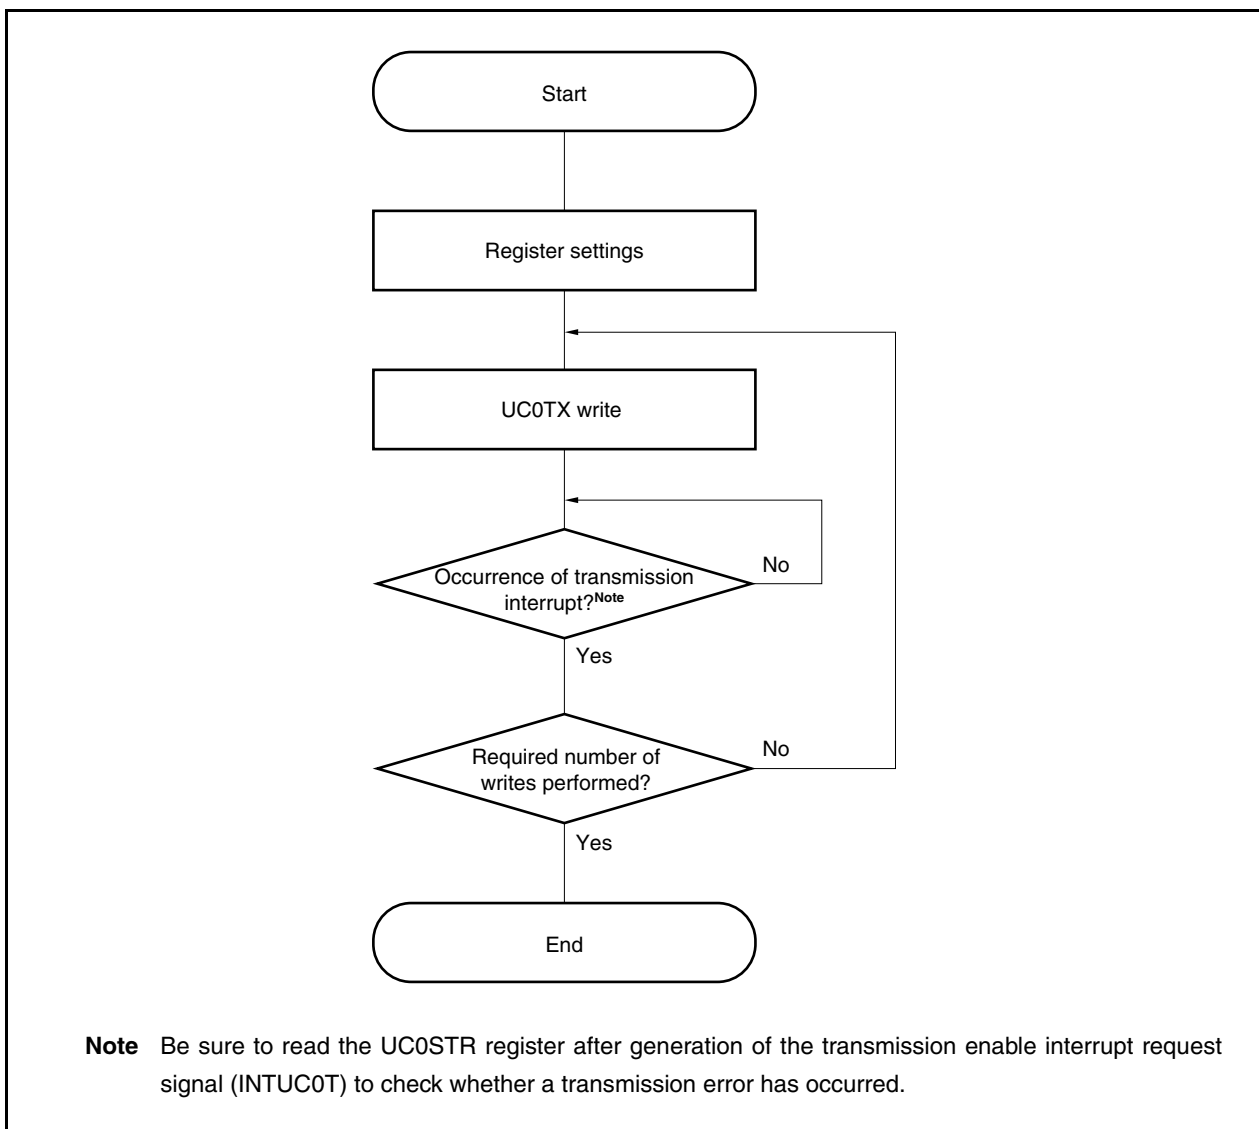 Start
Register settings
UC0TX write
Occurrence of transmission
interrupt?Note
No
Yes
Required number of
writes performed?
No
Yes
End
Note Be sure to read the UC0STR register after generation of the transmission enable interrupt request
signal (INTUC0T) to check whether a transmission error has occurred.